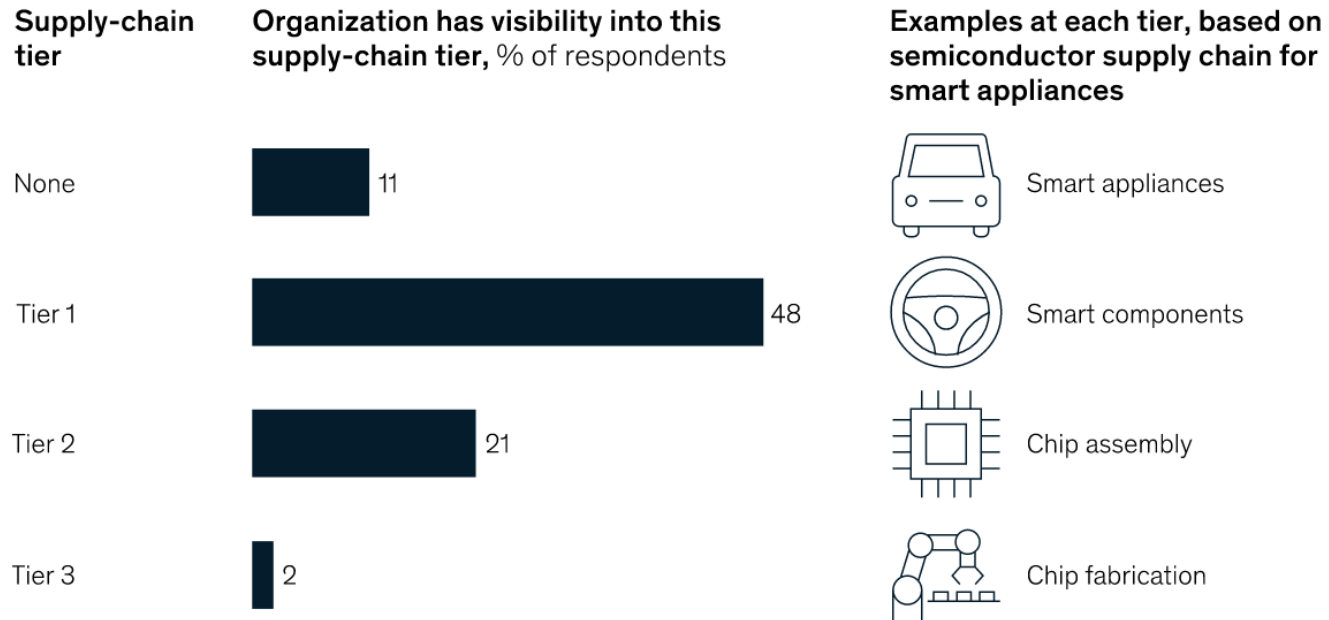 Supply-chain
tier
Organization has visibility into this
supply-chain tier, % of respondents
Examples at each tier, based on
semiconductor supply chain for
smart appliances
None
11
Smart appliances
Tier 1
48
Smart components
Tier 2
21
Chip assembly
Tier 3
2
Chip fabrication